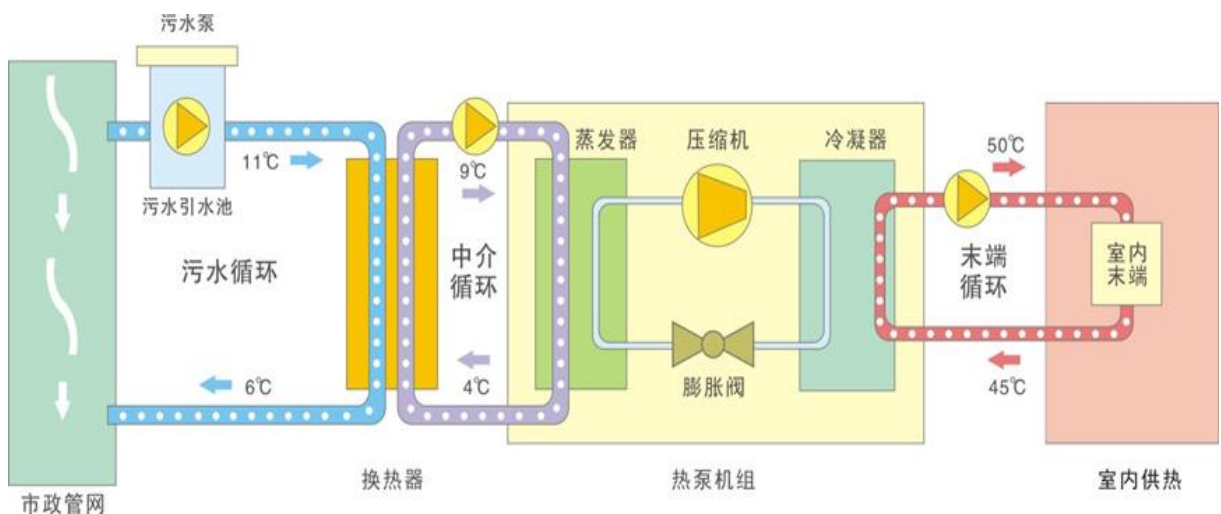 污水泵
11℃
污水引水池
污水循环
6℃
市政管网
9℃
中介
循环
4℃
换热器
蒸发器
压缩机
冷凝器
膨胀阀
热泵机组
50℃
末端
循环
45℃
室内
末端
室内供热